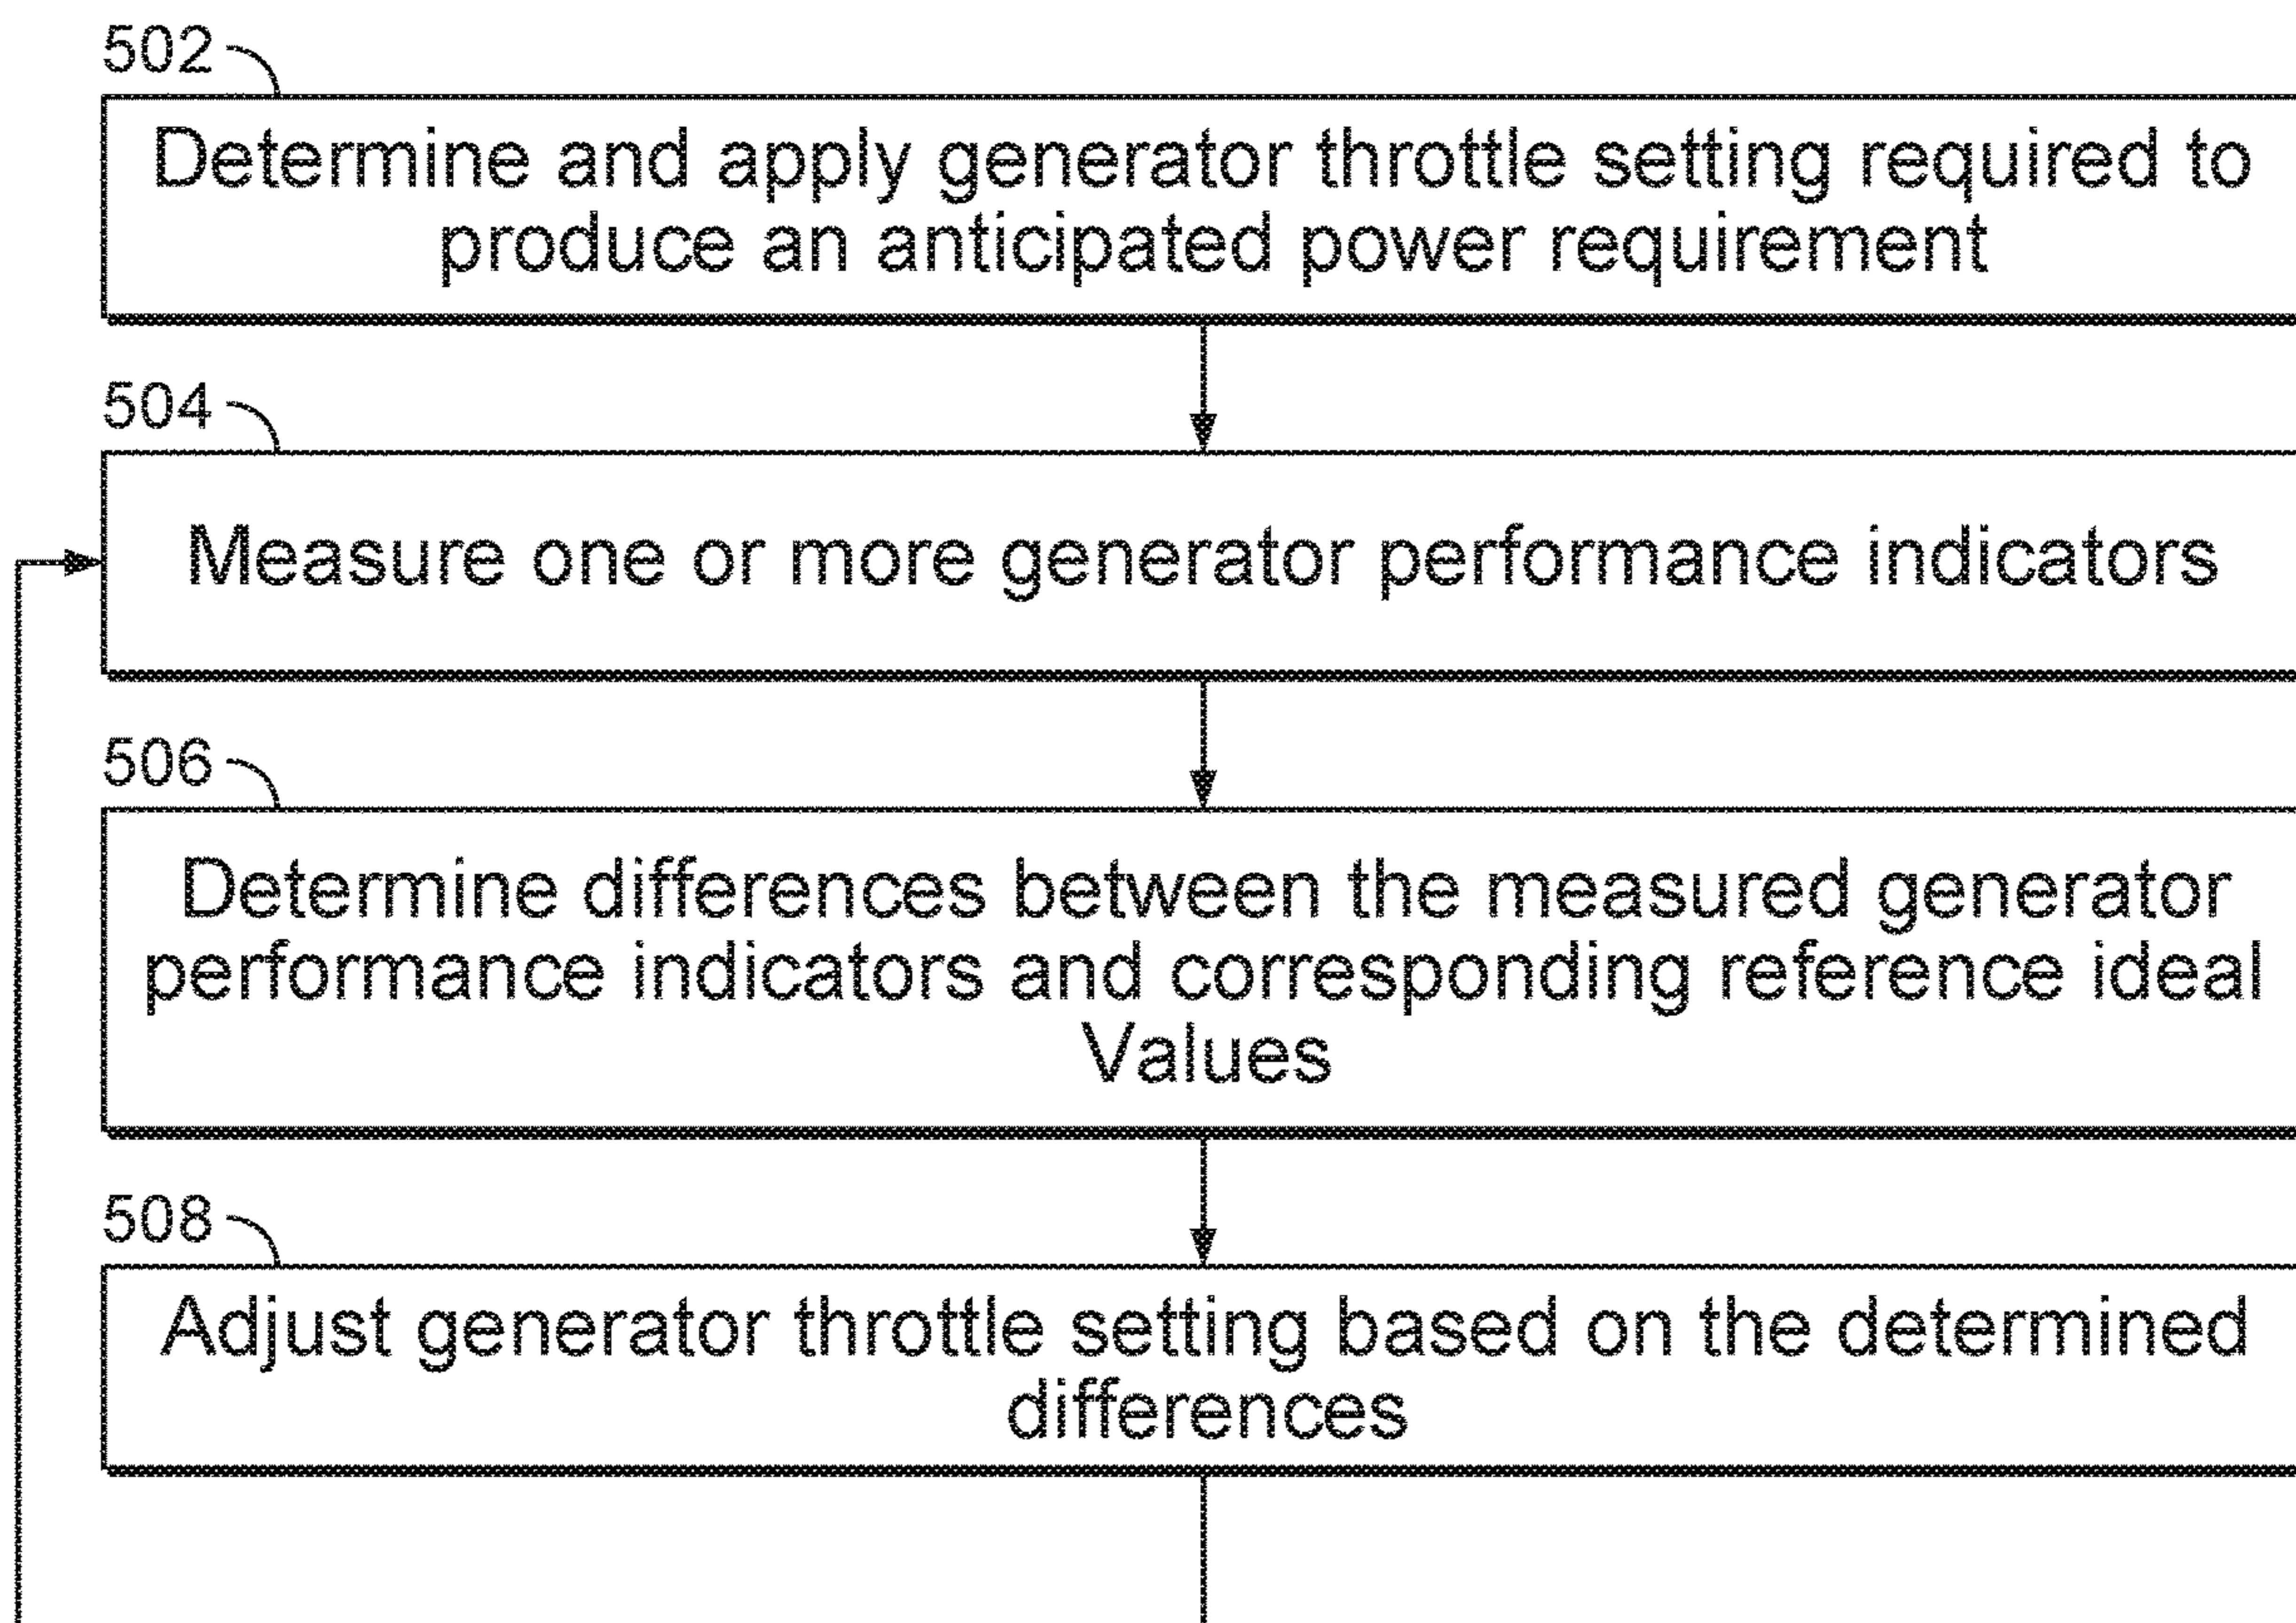 502
Determine and apply generator throttle setting required to
produce an anticipated power requirement
504
Measure one or more generator performance indicators
506
Determine differences between the measured generator
performance indicators and corresponding reference ideal
Values
508
Adjust generator throttle setting based on the determined
differences